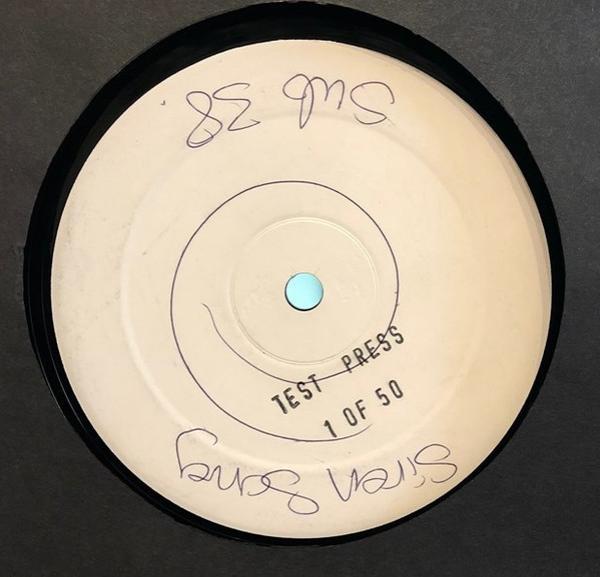 Sub 38
TEST PRESS
1 OF 50
Siren Song